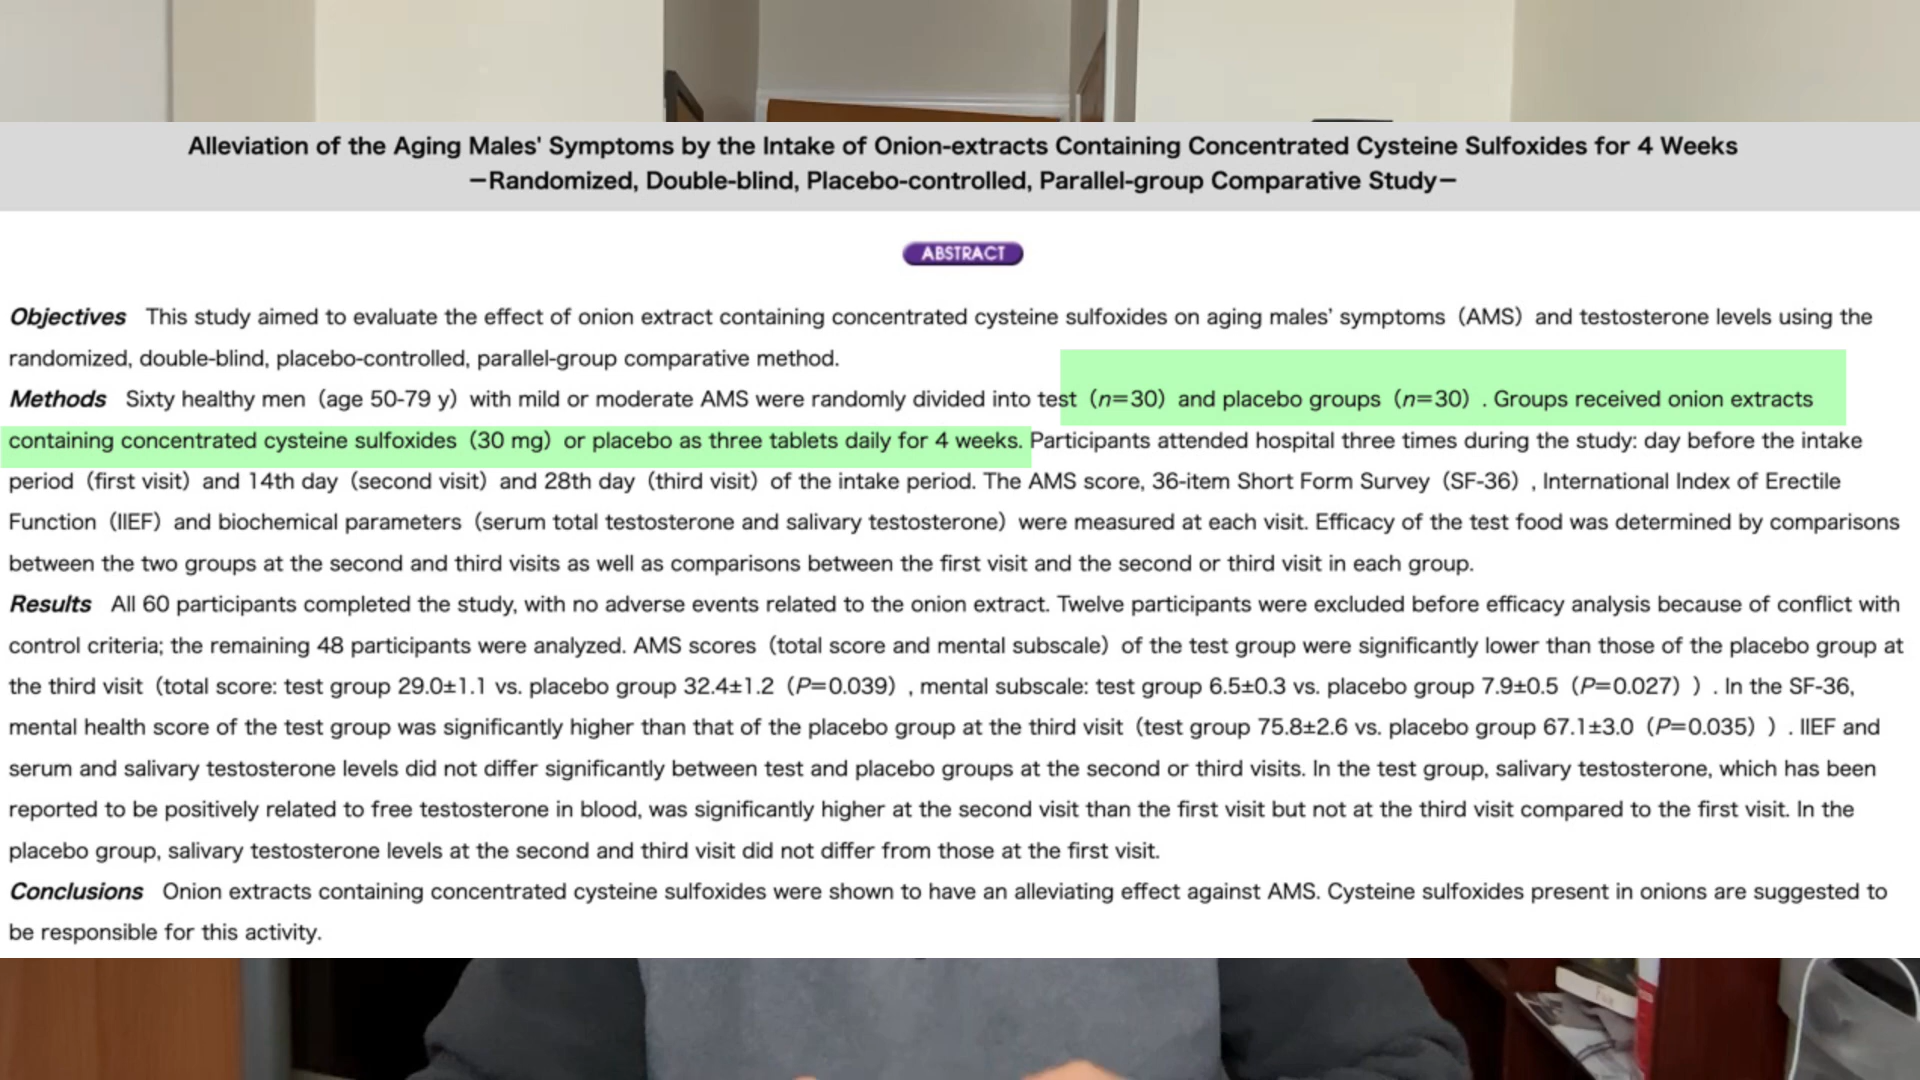 Alleviation of the Aging Males' Symptoms by the Intake of Onion-extracts Containing Concentrated Cysteine Sulfoxides for 4 Weeks
－Randomized, Double-blind, Placebo-controlled, Parallel-group Comparative Study－
ABSTRACT
Objectives This study aimed to evaluate the effect of onion extract containing concentrated cysteine sulfoxides on aging males' symptoms（AMS）and testosterone levels using the
randomized, double-blind, placebo-controlled, parallel-group comparative method.
Methods Sixty healthy men（age 50-79 y）with mild or moderate AMS were randomly divided into test（n=30）and placebo groups（n=30）. Groups received onion extracts
containing concentrated cysteine sulfoxides（30 mg）or placebo as three tablets daily for 4 weeks. Participants attended hospital three times during the study: day before the intake
period（first visit）and 14th day（second visit）and 28th day（third visit）of the intake period. The AMS score, 36-item Short Form Survey（SF-36）, International Index of Erectile
Function（IIEF）and biochemical parameters（serum total testosterone and salivary testosterone）were measured at each visit. Efficacy of the test food was determined by comparisons
between the two groups at the second and third visits as well as comparisons between the first visit and the second or third visit in each group.
Results All 60 participants completed the study, with no adverse events related to the onion extract. Twelve participants were excluded before efficacy analysis because of conflict with
control criteria; the remaining 48 participants were analyzed. AMS scores（total score and mental subscale）of the test group were significantly lower than those of the placebo group at
the third visit（total score: test group 29.0±1.1 vs. placebo group 32.4±1.2（P=0.039）, mental subscale: test group 6.5±0.3 vs. placebo group 7.9±0.5（P=0.027））. In the SF-36,
mental health score of the test group was significantly higher than that of the placebo group at the third visit（test group 75.8±2.6 vs. placebo group 67.1±3.0（P=0.035））. IIEF and
serum and salivary testosterone levels did not differ significantly between test and placebo groups at the second or third visits. In the test group, salivary testosterone, which has been
reported to be positively related to free testosterone in blood, was significantly higher at the second visit than the first visit but not at the third visit compared to the first visit. In the
placebo group, salivary testosterone levels at the second and third visit did not differ from those at the first visit.
Conclusions Onion extracts containing concentrated cysteine sulfoxides were shown to have an alleviating effect against AMS. Cysteine sulfoxides present in onions are suggested to
be responsible for this activity.